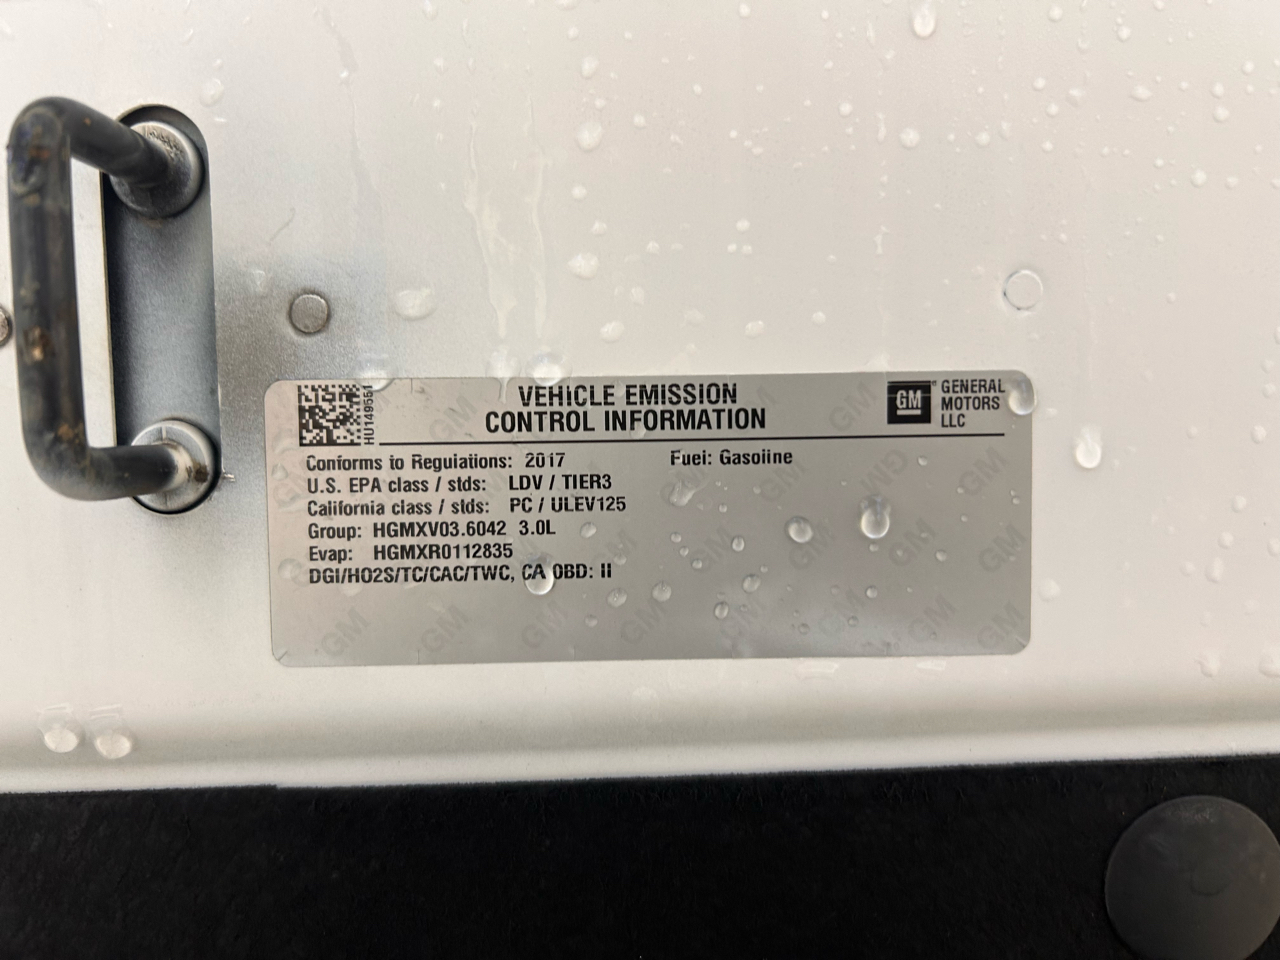 HU149551
VEHICLE EMISSION
CONTROL INFORMATION
GM
GENERAL
MOTORS
LLC
Conforms to Regulations: 2017
Fuel: Gasoline
U.S. EPA class / stds: LDV / TIER3
California class / stds: PC / ULEV125
Group: HGMXV03.6042 3.0L
Evap: HGMXR0112835
DGI/HO2S/TC/CAC/TWC, CA OBD: II